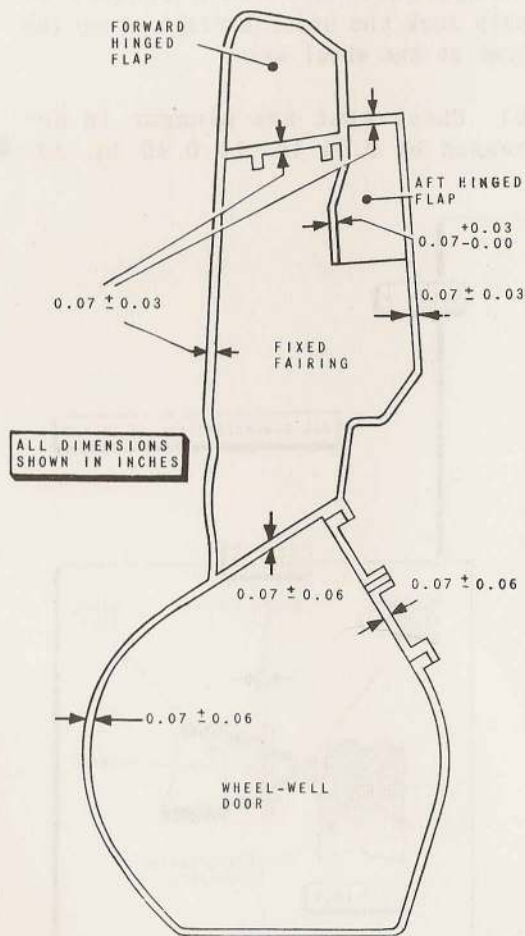 FORWARD
HINGED
FLAP
AFT HINGED
FLAP
0.07 +0.03
-0.00
0.07 ± 0.03
0.07 ± 0.03
FIXED
FAIRING
ALL DIMENSIONS
SHOWN IN INCHES
0.07 ± 0.06
0.07 ± 0.06
0.07 ± 0.06
WHEEL-WELL
DOOR